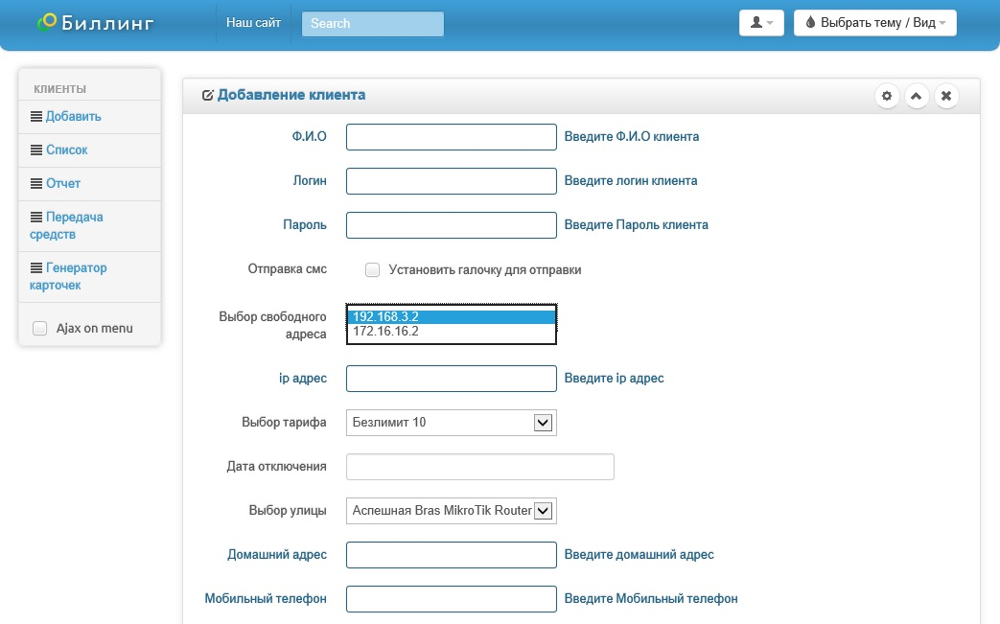 Биллинг
Наш сайт
Search
Выбрать тему / Вид
КЛИЕНТЫ
Добавить
Список
Отчет
Передача
средств
Генератор
карточек
Ajax on menu
Добавление клиента
Ф.И.О
Введите Ф.И.О клиента
Логин
Введите логин клиента
Пароль
Введите Пароль клиента
Отправка смс
Установить галочку для отправки
Выбор свободного
адреса
192.168.3.2
172.16.16.2
ip адрес
Введите ip адрес
Выбор тарифа
Безлимит 10
Дата отключения
Выбор улицы
Аспешная Bras MikroTik Router
Домашний адрес
Введите домашний адрес
Мобильный телефон
Введите Мобильный телефон